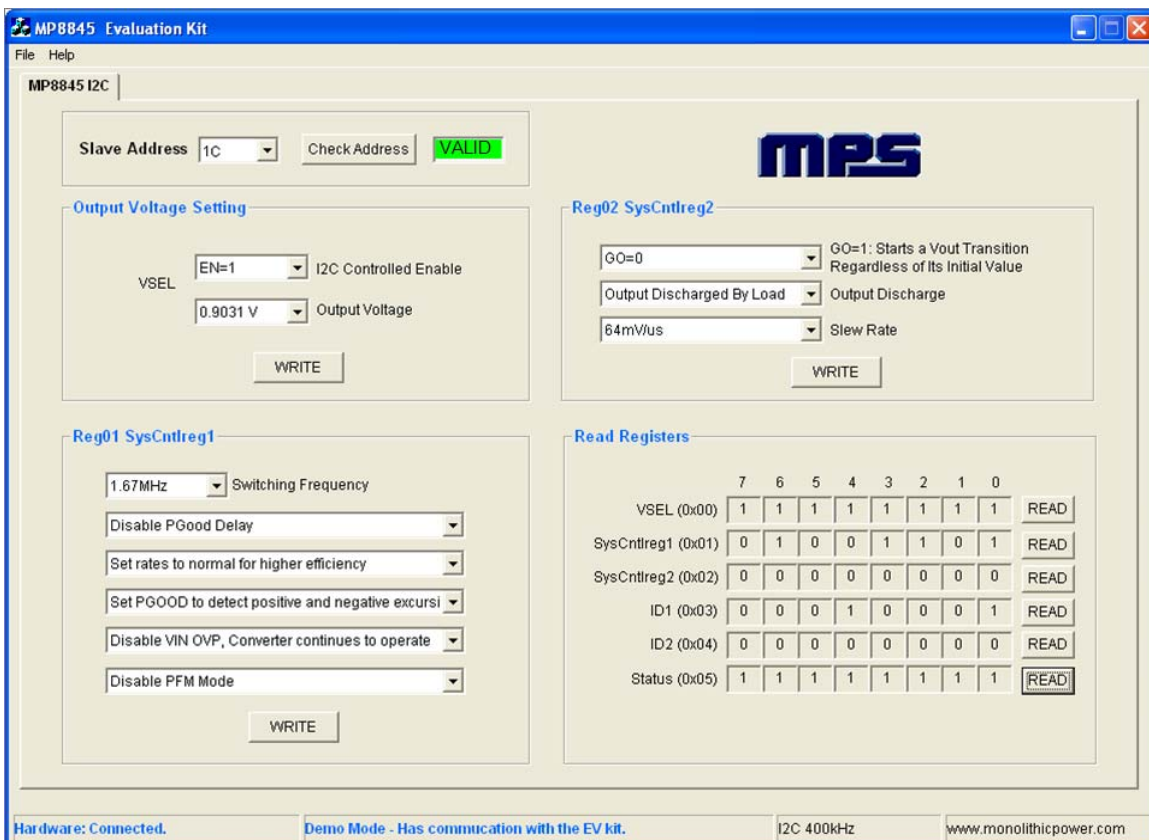 MP8845 Evaluation Kit
File Help
MP8845 I2C
Slave Address 1C Check Address VALID
mps
Output Voltage Setting
VSEL
EN=1 I2C Controlled Enable
0.9031 V Output Voltage
WRITE
Reg02 SysCntlreg2
GO=0 GO=1: Starts a Vout Transition
Regardless of Its Initial Value
Output Discharged By Load Output Discharge
64mV/us Slew Rate
WRITE
Reg01 SysCntlreg1
1.67MHz Switching Frequency
Disable PGood Delay
Set rates to normal for higher efficiency
Set PGOOD to detect positive and negative excursi
Disable VIN OVP, Converter continues to operate
Disable PFM Mode
WRITE
Read Registers
7 6 5 4 3 2 1 0
VSEL (0x00) 1 1 1 1 1 1 1 1 READ
SysCntlreg1 (0x01) 0 1 0 0 1 1 0 1 READ
SysCntlreg2 (0x02) 0 0 0 0 0 0 0 0 READ
ID1 (0x03) 0 0 0 1 0 0 0 1 READ
ID2 (0x04) 0 0 0 0 0 0 0 0 READ
Status (0x05) 1 1 1 1 1 1 1 1 READ
Hardware: Connected. Demo Mode - Has commucation with the EV kit. I2C 400kHz www.monolithicpower.com